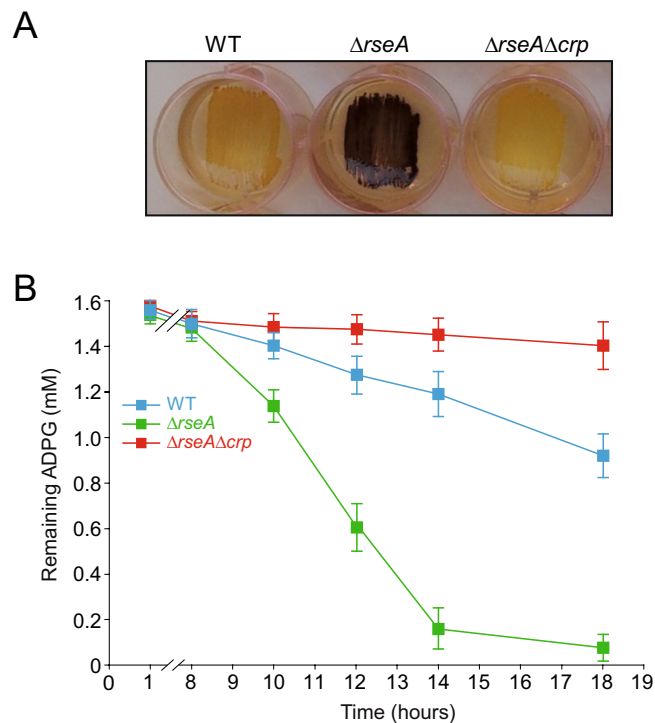 A
WT ΔrseA ΔrseAΔcrp
B
1.6
1.4
1.2
1.0
0.8
0.6
0.4
0.2
0
Remaining ADPG (mM)
WT
ΔrseA
ΔrseAΔcrp
0 1 8 9 10 11 12 13 14 15 16 17 18 19
Time (hours)